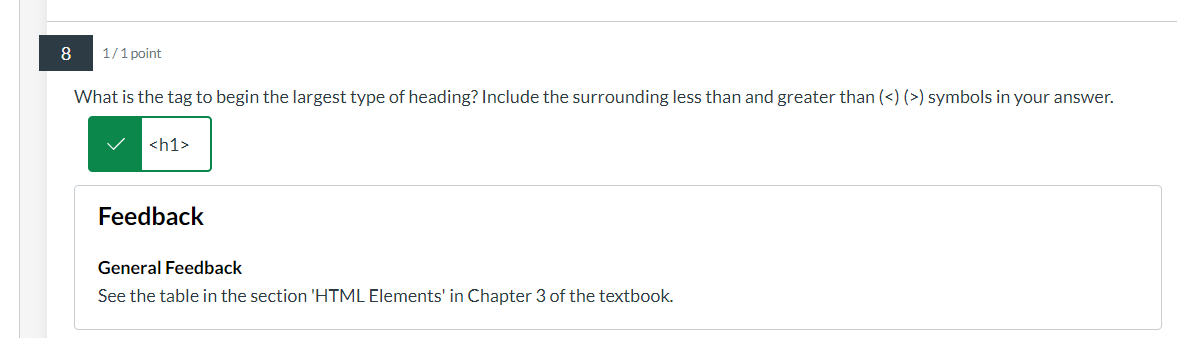 8
1 / 1 point
What is the tag to begin the largest type of heading? Include the surrounding less than and greater than (<) (>) symbols in your answer.
<h1>
Feedback
General Feedback
See the table in the section 'HTML Elements' in Chapter 3 of the textbook.